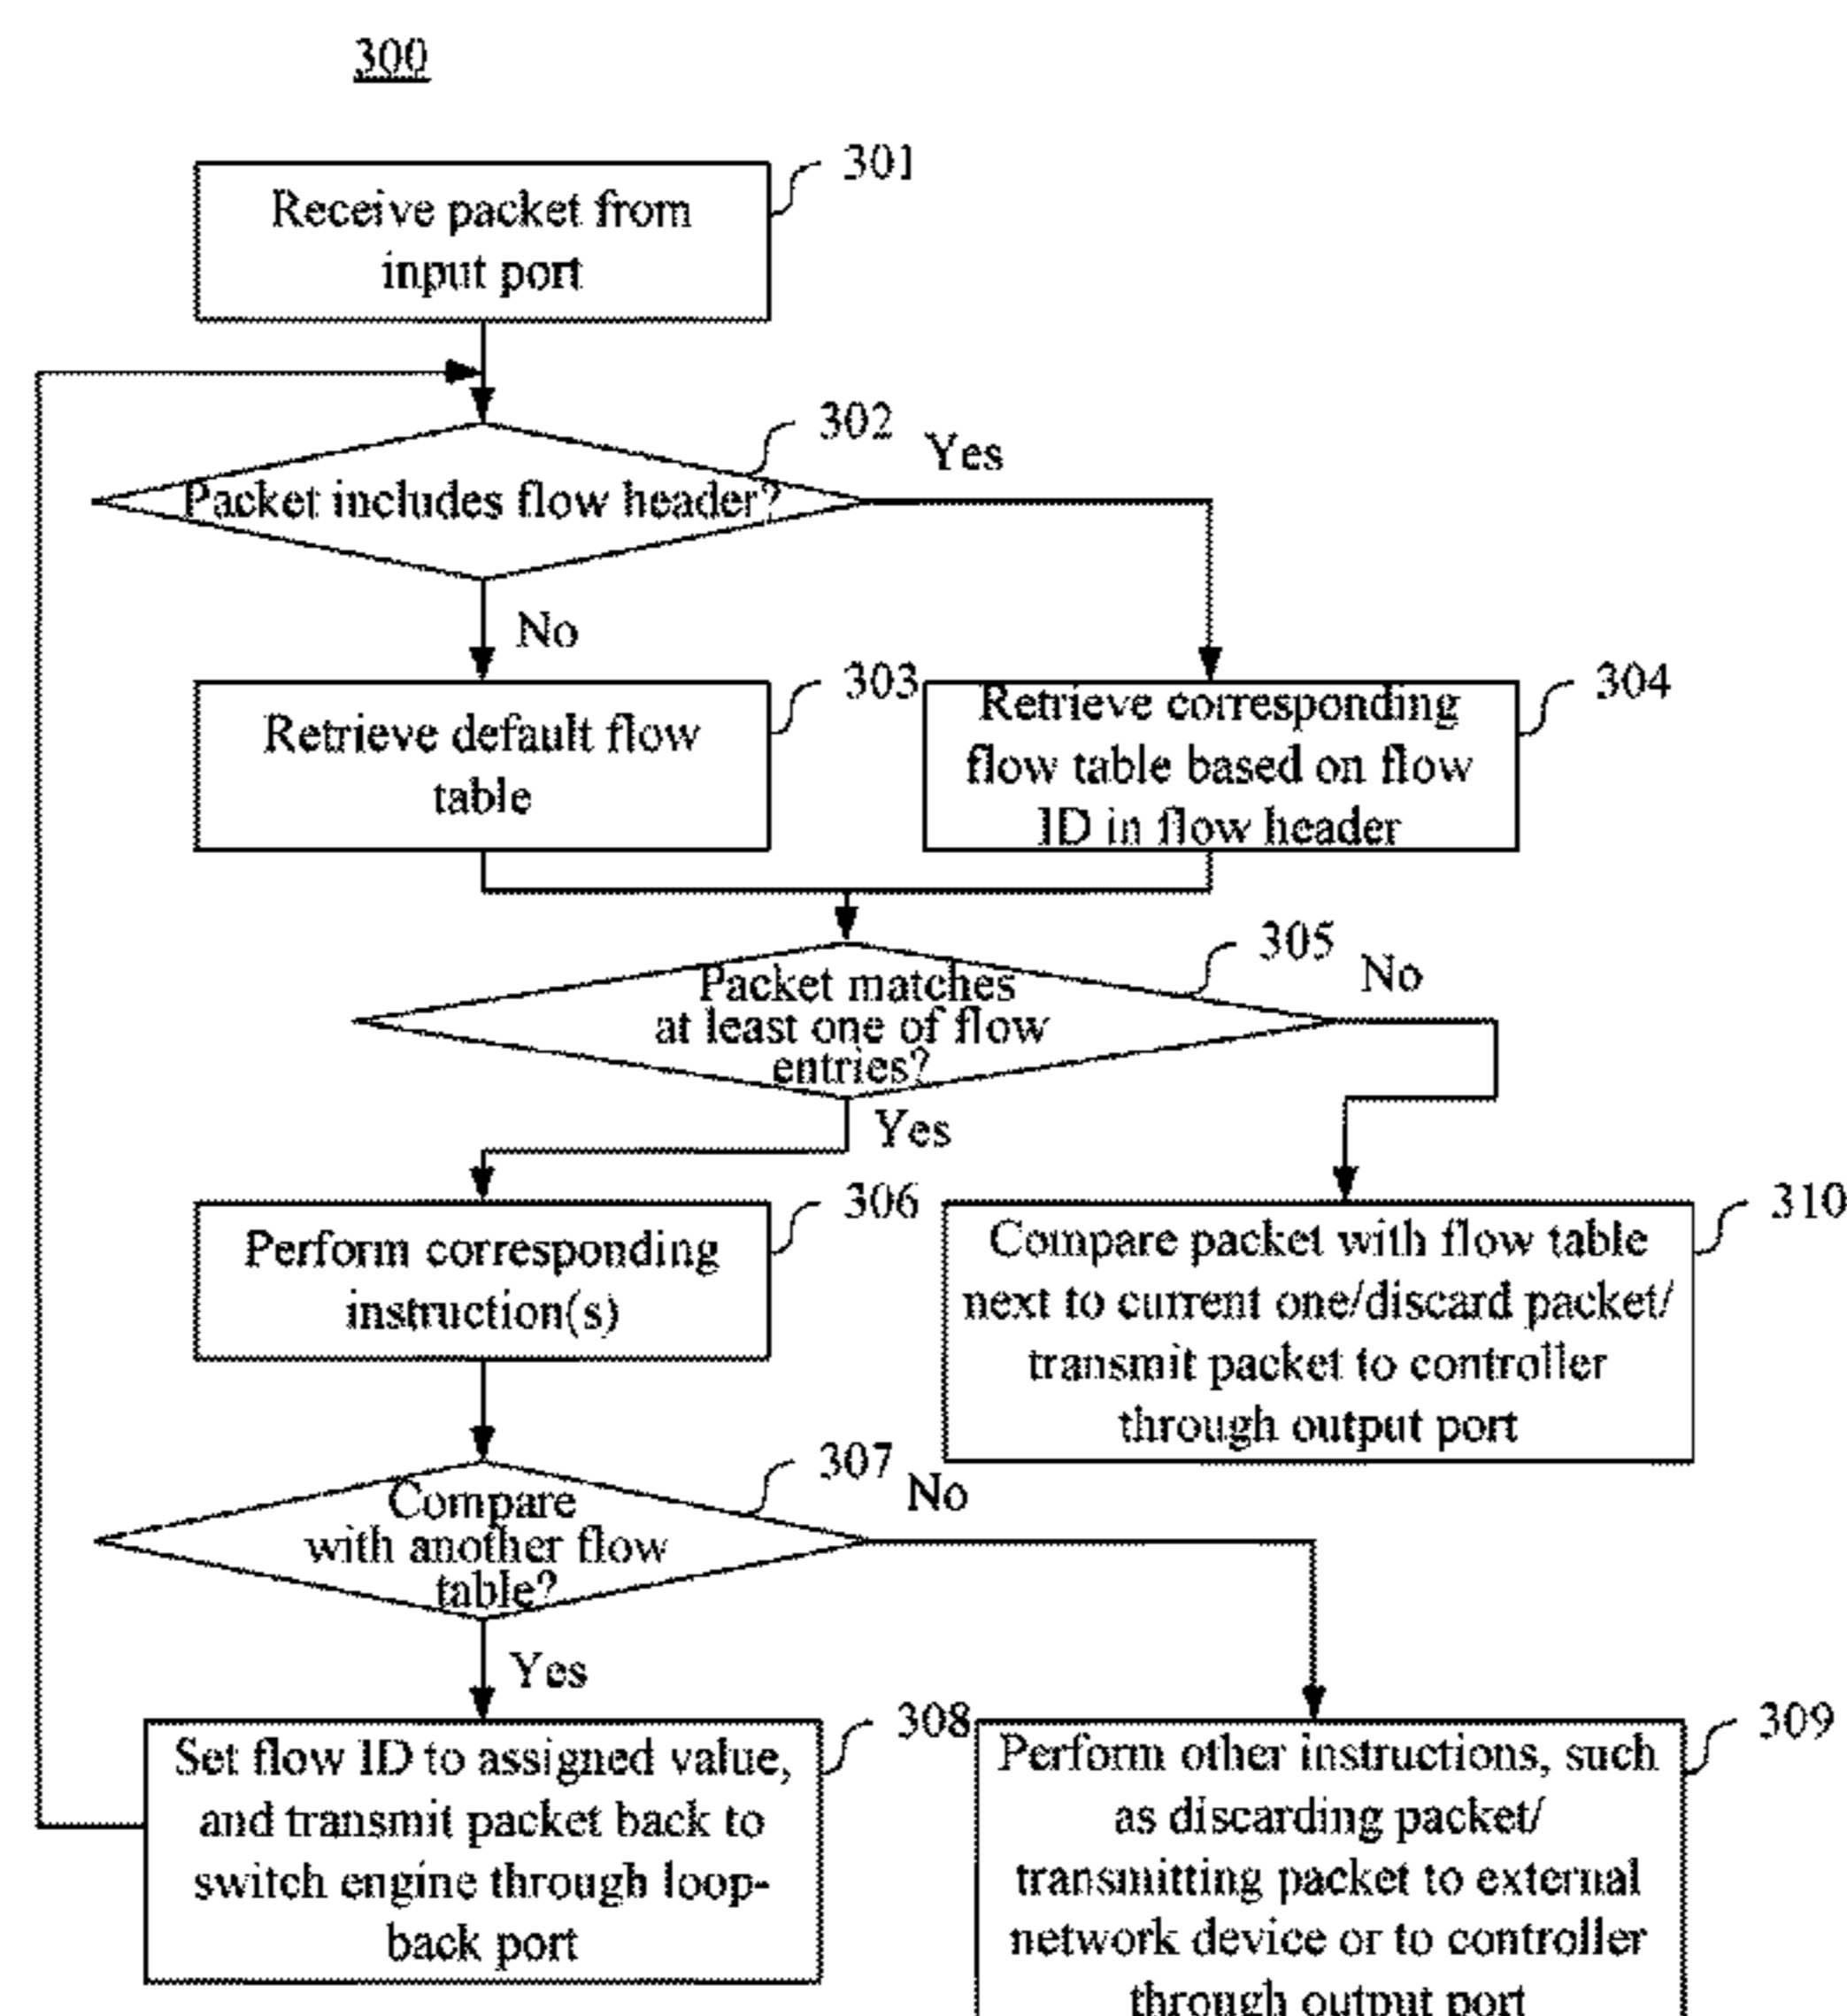 300
301
Receive packet from
input port
302
Yes
Packet includes flow header?
No
303
304
Retrieve default flow
table
Retrieve corresponding
flow table based on flow
ID in flow header
305
No
Packet matches
at least one of flow
entries?
Yes
306
310
Perform corresponding
instruction(s)
Compare packet with flow table
next to current one/discard packet/
transmit packet to controller
through output port
307
No
Compare
with another flow
table?
Yes
308
309
Set flow ID to assigned value,
and transmit packet back to
switch engine through loop-
back port
Perform other instructions, such
as discarding packet/
transmitting packet to external
network device or to controller
through output port